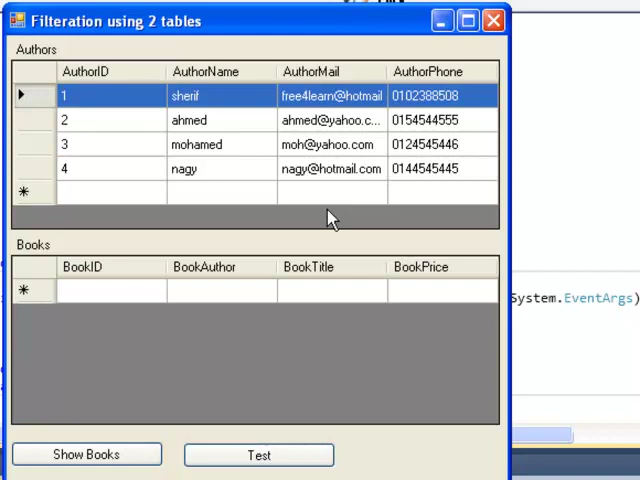 Filteration using 2 tables
Authors
AuthorID AuthorName AuthorMail AuthorPhone
1 sherif free4learn@hotmail 0102388508
2 ahmed ahmed@yahoo.c... 0154544555
3 mohamed moh@yahoo.com 0124545446
4 nagy nagy@hotmail.com 0144545445
Books
BookID BookAuthor BookTitle BookPrice
System.EventArgs)
Show Books Test